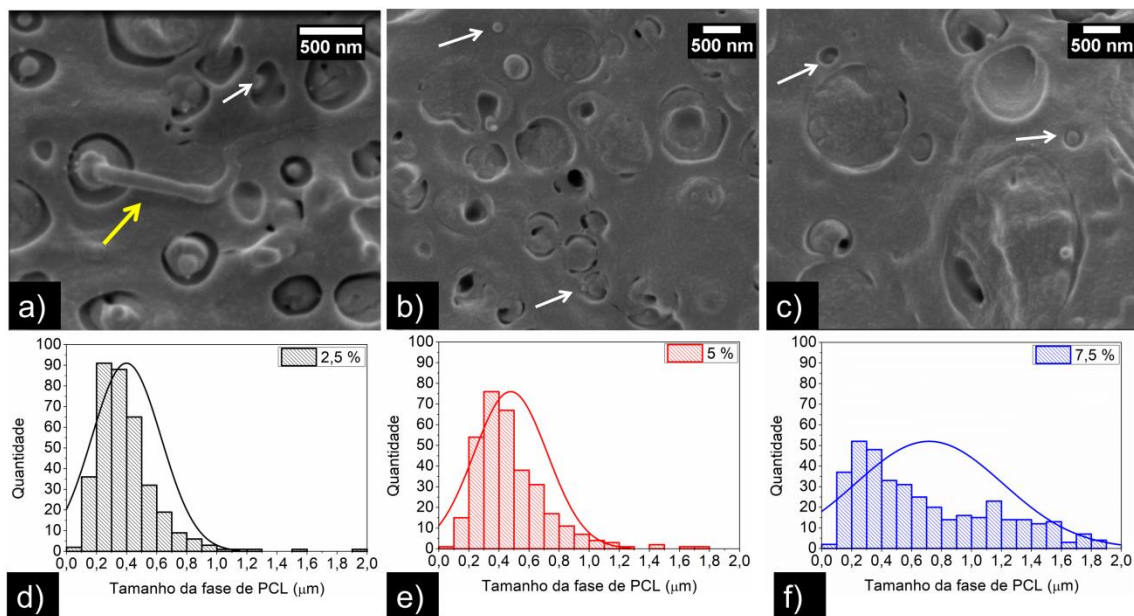 500 nm
500 nm
500 nm
a)
b)
c)
100
90
80
70
60
50
40
30
20
10
0
Quantidade
2,5 %
0,0 0,2 0,4 0,6 0,8 1,0 1,2 1,4 1,6 1,8 2,0
Tamanho da fase de PCL (μm)
d)
100
90
80
70
60
50
40
30
20
10
0
Quantidade
5 %
0,0 0,2 0,4 0,6 0,8 1,0 1,2 1,4 1,6 1,8 2,0
Tamanho da fase de PCL (μm)
e)
100
90
80
70
60
50
40
30
20
10
0
Quantidade
7,5 %
0,0 0,2 0,4 0,6 0,8 1,0 1,2 1,4 1,6 1,8 2,0
Tamanho da fase de PCL (μm)
f)